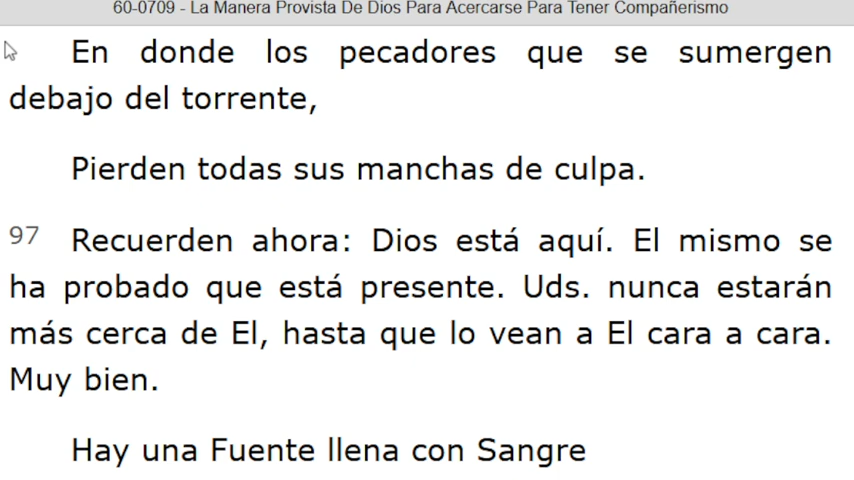 60-0709 - La Manera Provista De Dios Para Acercarse Para Tener Compañerismo
En donde los pecadores que se sumergen
debajo del torrente,
Pierden todas sus manchas de culpa.
97 Recuerden ahora: Dios está aquí. El mismo se
ha probado que está presente. Uds. nunca estarán
más cerca de El, hasta que lo vean a El cara a cara.
Muy bien.
Hay una Fuente llena con Sangre